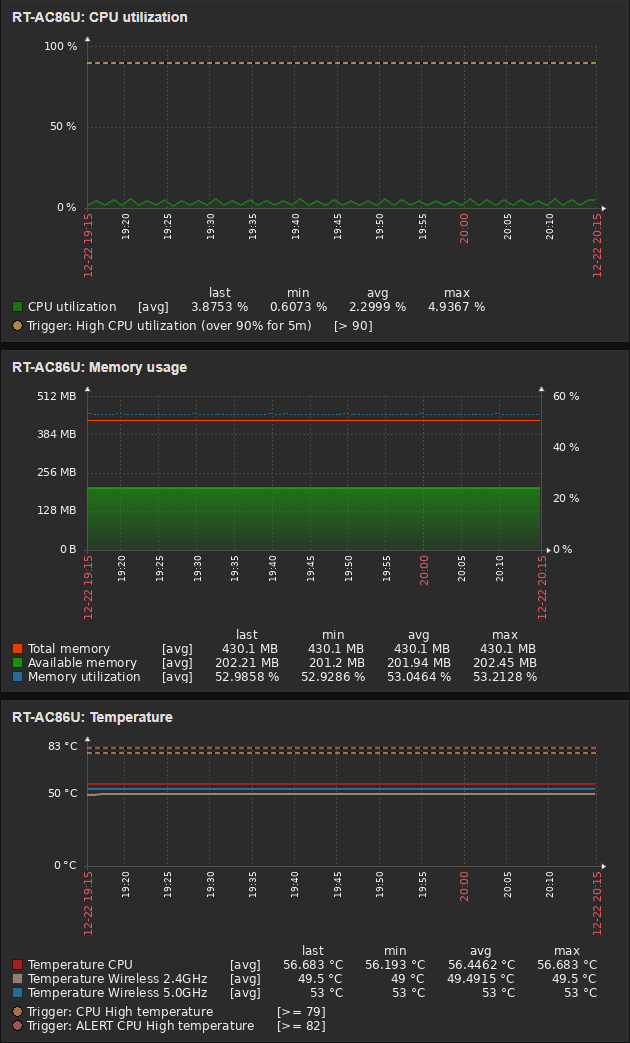 RT-AC86U: CPU utilization
100 %
50 %
0 %
12-22 19:15 19:20 19:25 19:30 19:35 19:40 19:45 19:50 19:55 20:00 20:05 20:10 12-22 20:15
last min avg max
CPU utilization [avg] 3.8753 % 0.6073 % 2.2999 % 4.9367 %
Trigger: High CPU utilization (over 90% for 5m) [> 90]
RT-AC86U: Memory usage
512 MB 60 %
384 MB 40 %
256 MB
128 MB 20 %
0 B 0 %
12-22 19:15 19:20 19:25 19:30 19:35 19:40 19:45 19:50 19:55 20:00 20:05 20:10 12-22 20:15
last min avg max
Total memory [avg] 430.1 MB 430.1 MB 430.1 MB 430.1 MB
Available memory [avg] 202.21 MB 201.2 MB 201.94 MB 202.45 MB
Memory utilization [avg] 52.9858 % 52.9286 % 53.0464 % 53.2128 %
RT-AC86U: Temperature
83 °C
50 °C
0 °C
12-22 19:15 19:20 19:25 19:30 19:35 19:40 19:45 19:50 19:55 20:00 20:05 20:10 12-22 20:15
last min avg max
Temperature CPU [avg] 56.683 °C 56.193 °C 56.4462 °C 56.683 °C
Temperature Wireless 2.4GHz [avg] 49.5 °C 49 °C 49.4915 °C 49.5 °C
Temperature Wireless 5.0GHz [avg] 53 °C 53 °C 53 °C 53 °C
Trigger: CPU High temperature [>= 79]
Trigger: ALERT CPU High temperature [>= 82]